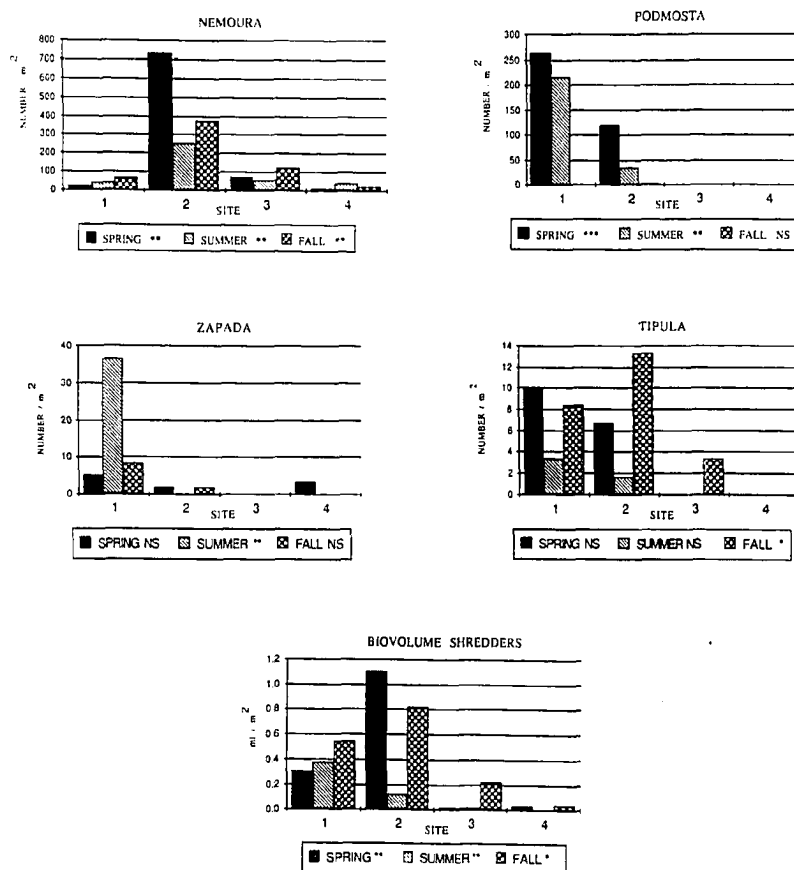 NEMOURA
NUMBER / m2
800
700
600
500
400
300
200
100
0
1 2 3 4
SITE
SPRING ** SUMMER ** FALL **
PODMOSTA
NUMBER / m2
300
250
200
150
100
50
0
1 2 3 4
SITE
SPRING *** SUMMER ** FALL NS
ZAPADA
NUMBER / m2
40
30
20
10
0
1 2 3 4
SITE
SPRING NS SUMMER ** FALL NS
TIPULA
NUMBER / m2
14
12
10
8
6
4
2
0
1 2 3 4
SITE
SPRING NS SUMMER NS FALL *
BIOVOLUME SHREDDERS
ml / m2
1.2
1.0
0.8
0.6
0.4
0.2
0.0
1 2 3 4
SITE
SPRING ** SUMMER ** FALL *